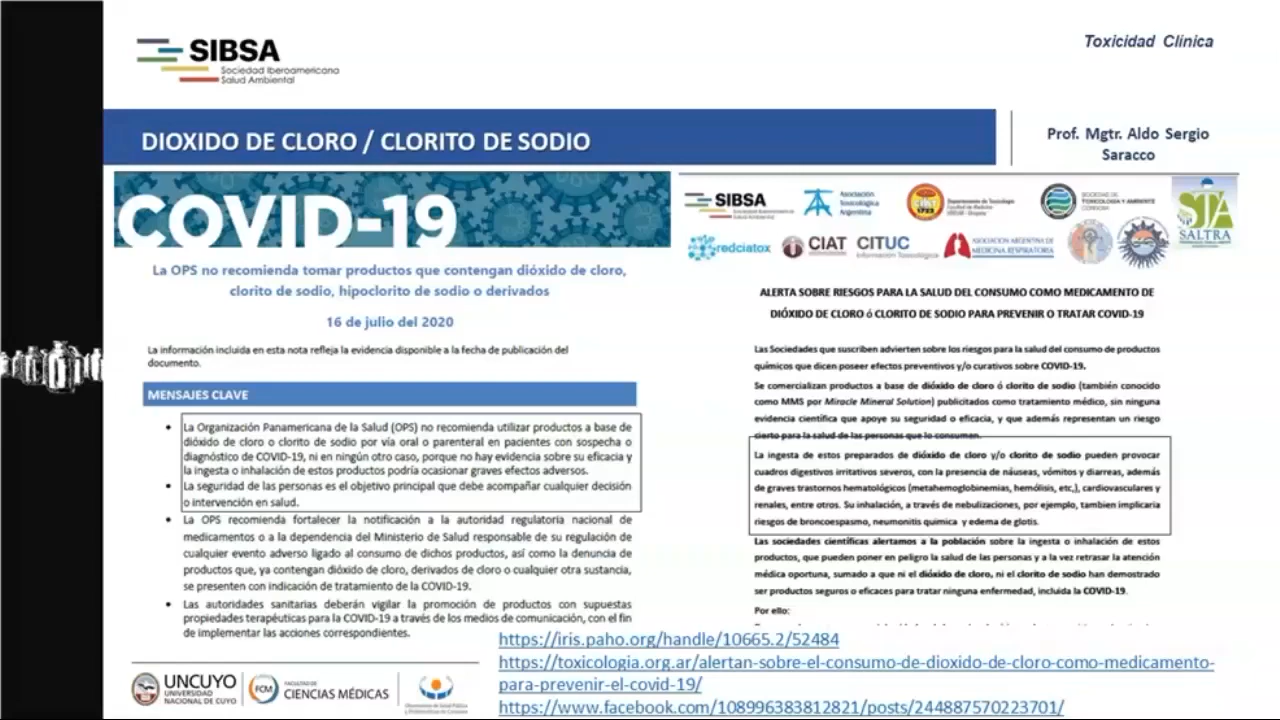 SIBSA
Sociedad Iberoamericana
Salud Ambiental
Toxicidad Clínica
DIOXIDO DE CLORO / CLORITO DE SODIO
Prof. Mgtr. Aldo Sergio
Saracco
COVID-19
La OPS no recomienda tomar productos que contengan dióxido de cloro,
clorito de sodio, hipoclorito de sodio o derivados
16 de julio del 2020
La información incluida en esta nota refleja la evidencia disponible a la fecha de publicación del
documento.
MENSAJES CLAVE
• La Organización Panamericana de la Salud (OPS) no recomienda utilizar productos a base de
dióxido de cloro o clorito de sodio por vía oral o parenteral en pacientes con sospecha o
diagnóstico de COVID-19, ni en ningún otro caso, porque no hay evidencia sobre su eficacia y
la ingesta o inhalación de estos productos podría ocasionar graves efectos adversos.
• La seguridad de las personas es el objetivo principal que debe acompañar cualquier decisión
o intervención en salud.
• La OPS recomienda fortalecer la notificación a la autoridad regulatoria nacional de
medicamentos o a la dependencia del Ministerio de Salud responsable de su regulación de
cualquier evento adverso ligado al consumo de dichos productos, así como la denuncia de
productos que, ya contengan dióxido de cloro, derivados de cloro o cualquier otra sustancia,
se presenten con indicación de tratamiento de la COVID-19.
• Las autoridades sanitarias deberán vigilar la promoción de productos con supuestas
propiedades terapéuticas para la COVID-19 a través de los medios de comunicación, con el fin
de implementar las acciones correspondientes.
SIBSA
Asociación
Toxicológica
Argentina
SOCIEDAD DE
TOXICOLOGIA Y AMBIENTE
SALTRA
redciatox
CIAT
CITUC
Información Toxicológica
ASOCIACION ARGENTINA DE
MEDICINA RESPIRATORIA
ALERTA SOBRE RIESGOS PARA LA SALUD DEL CONSUMO COMO MEDICAMENTO DE
DIÓXIDO DE CLORO ó CLORITO DE SODIO PARA PREVENIR O TRATAR COVID-19
Las Sociedades que suscriben advierten sobre los riesgos para la salud del consumo de productos
químicos que dicen poseer efectos preventivos y/o curativos sobre COVID-19.
Se comercializan productos a base de dióxido de cloro ó clorito de sodio (también conocido
como MMS por Miracle Mineral Solution) publicitados como tratamiento médico, sin ninguna
evidencia científica que apoye su seguridad o eficacia, y que además representan un riesgo
cierto para la salud de las personas que lo consumen.
La ingesta de estos preparados de dióxido de cloro y/o clorito de sodio pueden provocar
cuadros digestivos irritativos severos, con la presencia de náuseas, vómitos y diarreas, además
de graves trastornos hematológicos (metahemoglobinemias, hemólisis, etc,), cardiovasculares y
renales, entre otros. Su inhalación, a través de nebulizaciones, por ejemplo, tambien implicaria
riesgos de broncoespasmo, neumonitis quimica y edema de glotis.
Las sociedades científicas alertamos a la población sobre la ingesta o inhalación de estos
productos, que pueden poner en peligro la salud de las personas y a la vez retrasar la atención
médica oportuna, sumado a que ni el dióxido de cloro, ni el clorito de sodio han demostrado
ser productos seguros o eficaces para tratar ninguna enfermedad, incluida la COVID-19.
Por ello:
https://iris.paho.org/handle/10665.2/52484
https://toxicologia.org.ar/alertan-sobre-el-consumo-de-dioxido-de-cloro-como-medicamento-
para-prevenir-el-covid-19/
https://www.facebook.com/108996383812821/posts/244887570223701/
UNCUYO
UNIVERSIDAD
NACIONAL DE CUYO
FCM
FACULTAD DE
CIENCIAS MÉDICAS